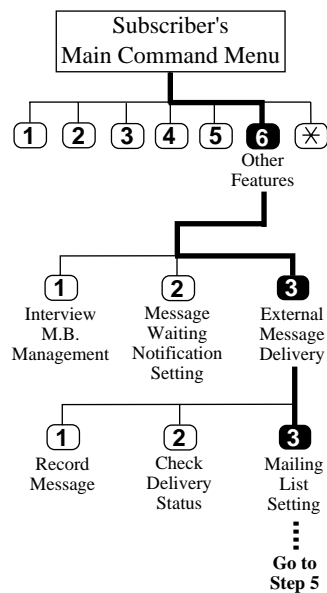 Subscriber's
Main Command Menu
1 2 3 4 5 6 *
Other
Features
1 2 3
Interview
M.B.
Management
Message
Waiting
Notification
Setting
External
Message
Delivery
1 2 3
Record
Message
Check
Delivery
Status
Mailing
List
Setting
Go to
Step 5